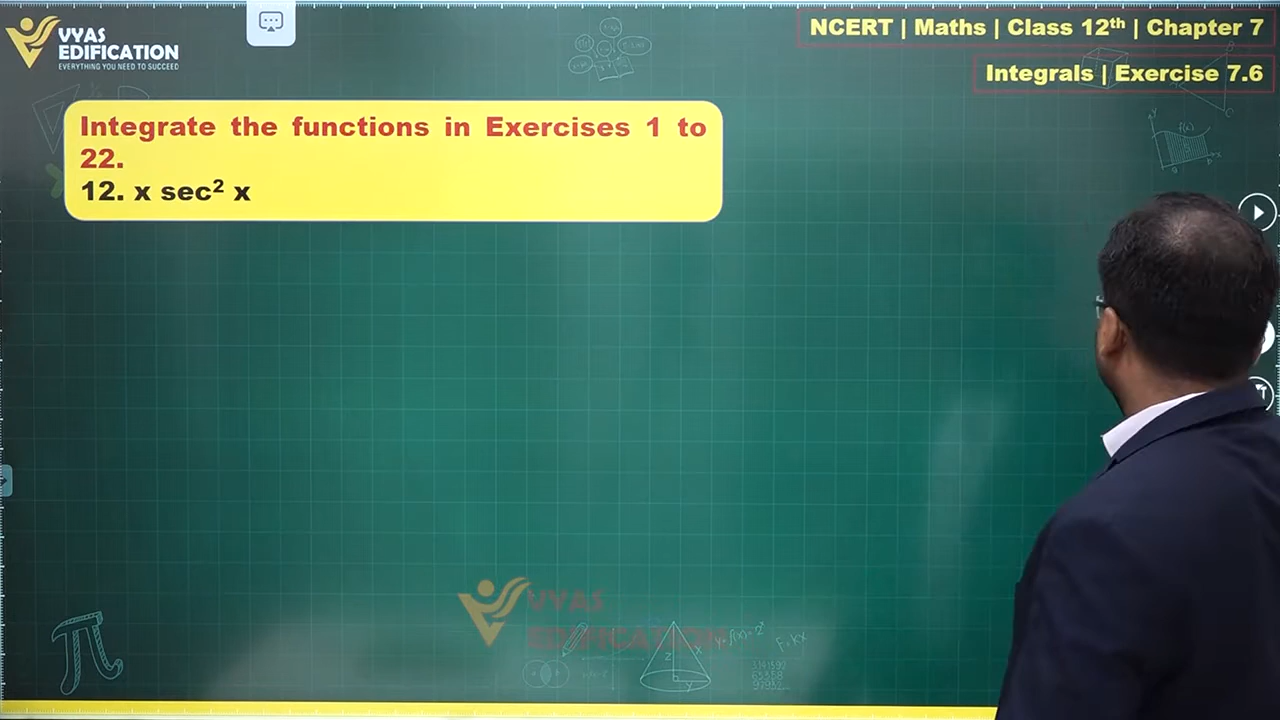 VYAS
EDIFICATION
EVERYTHING YOU NEED TO SUCCEED
NCERT | Maths | Class 12th | Chapter 7
Integrals | Exercise 7.6
Integrate the functions in Exercises 1 to
22.
12. x sec² x
VYAS
EDIFICATION